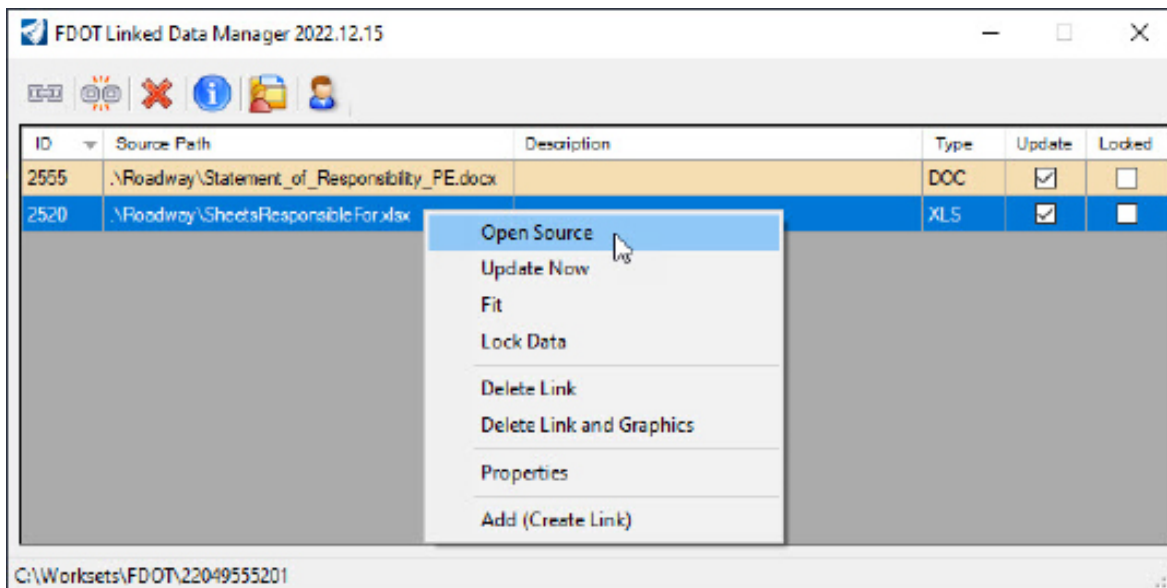 FDOT Linked Data Manager 2022.12.15
ID Source Path Description Type Update Locked
2555 .\Roadway\Statement_of_Responsibility_PE.docx DOC
2520 .\Roadway\SheetsResponsibleFor.xlsx XLS
Open Source
Update Now
Fit
Lock Data
Delete Link
Delete Link and Graphics
Properties
Add (Create Link)
C:\Worksets\FDOT\22049555201